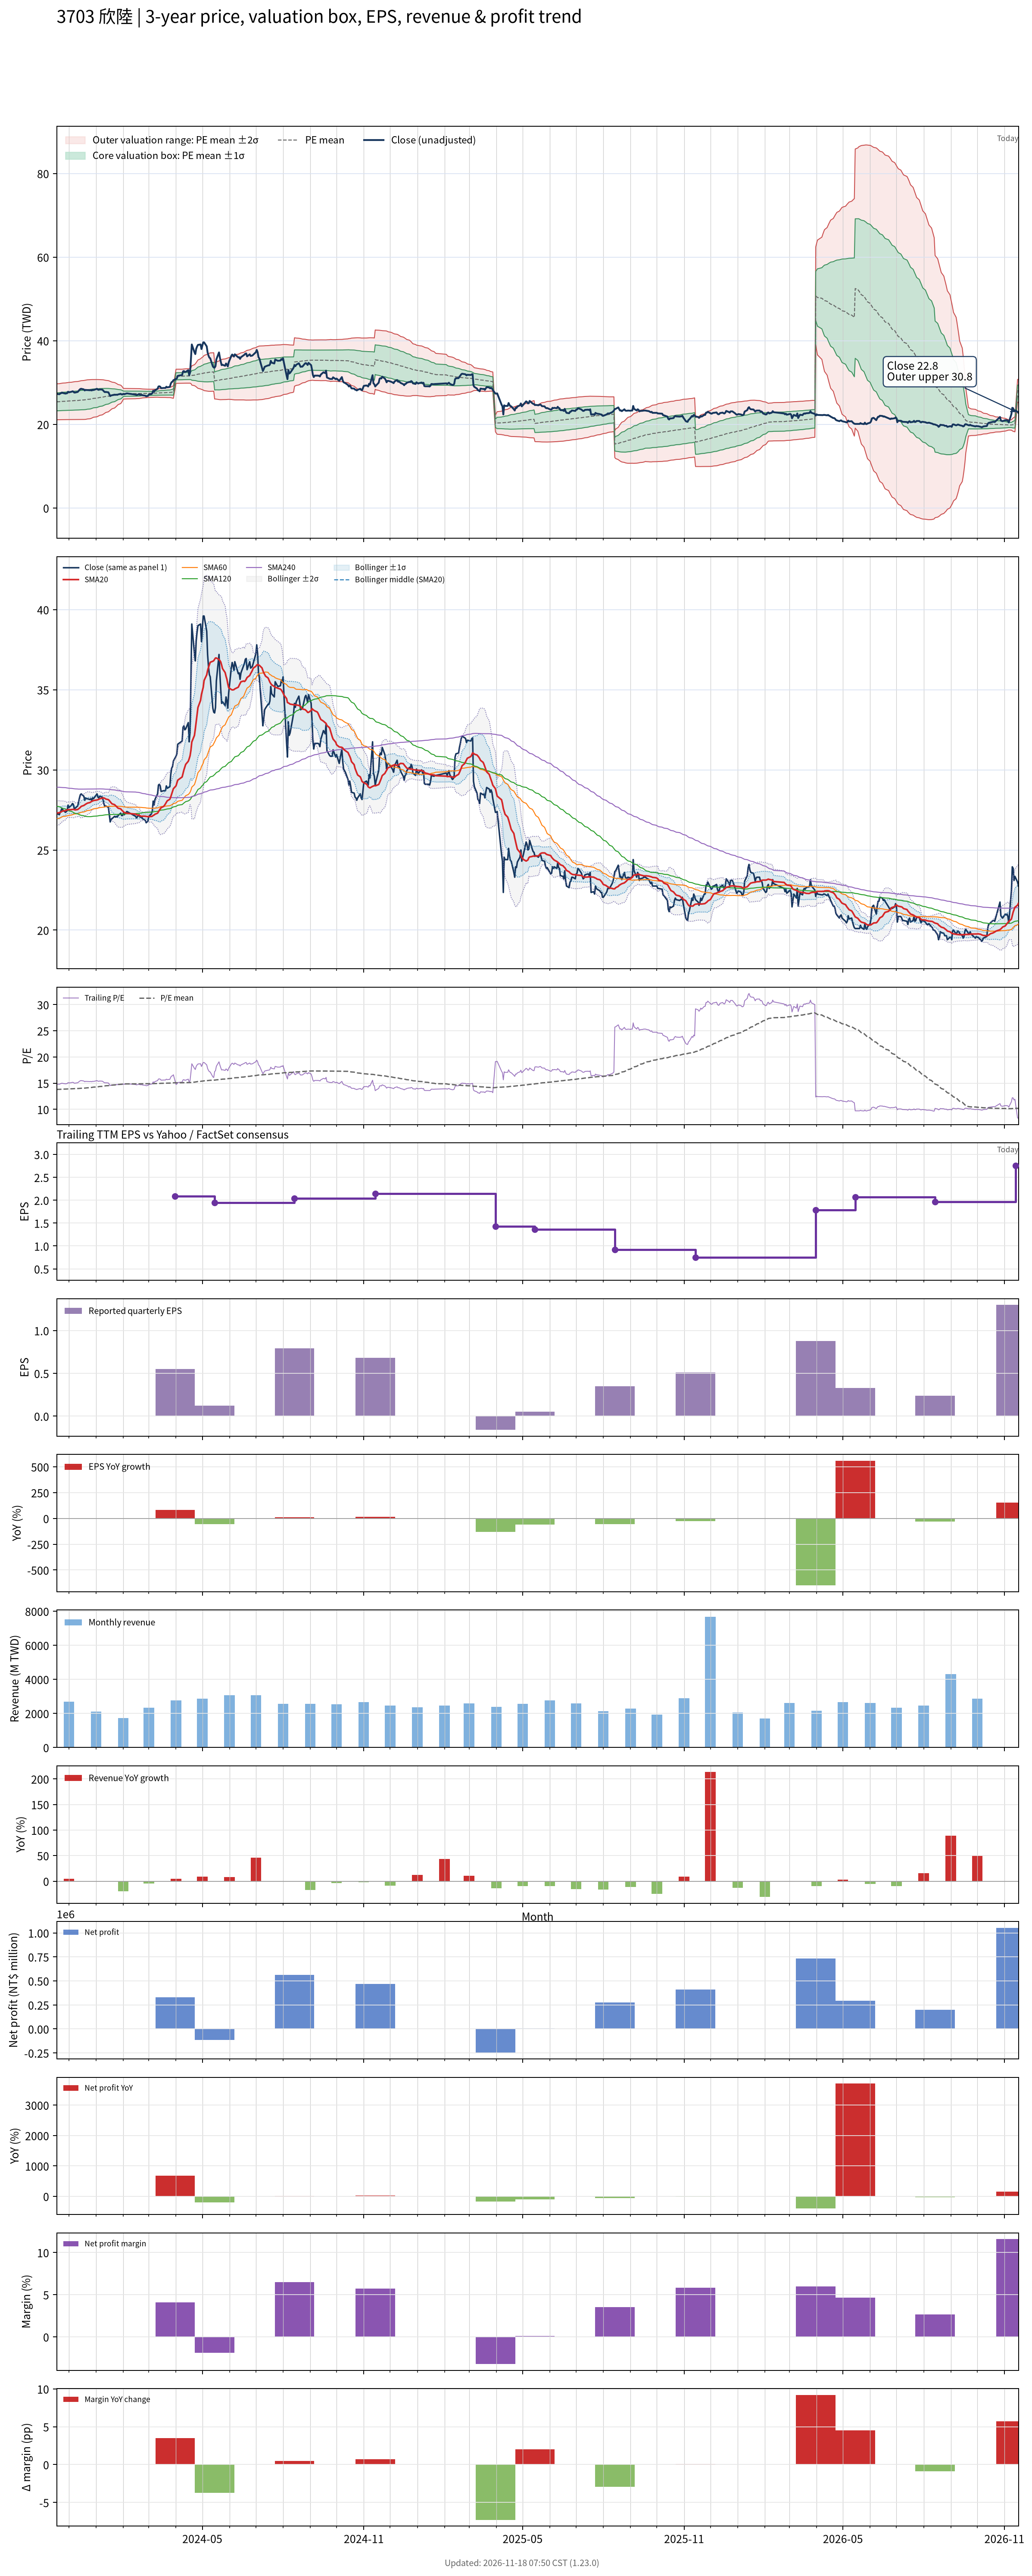 3703 欣陸 | 3-year price, valuation box, EPS, revenue & profit trend
Outer valuation range: PE mean ±2σ
Core valuation box: PE mean ±1σ
PE mean
Close (unadjusted)
Today
Price (TWD)
80
60
40
20
0
Close 22.8
Outer upper 30.8
Close (same as panel 1)
SMA20
SMA60
SMA120
SMA240
Bollinger ±2σ
Bollinger ±1σ
Bollinger middle (SMA20)
Price
40
35
30
25
20
Trailing P/E
P/E mean
P/E
30
25
20
15
10
Trailing TTM EPS vs Yahoo / FactSet consensus
Today
EPS
3.0
2.5
2.0
1.5
1.0
0.5
Reported quarterly EPS
EPS
1.0
0.5
0.0
EPS YoY growth
YoY (%)
500
250
0
-250
-500
Monthly revenue
Revenue (M TWD)
8000
6000
4000
2000
0
Revenue YoY growth
YoY (%)
200
150
100
50
0
Month
1e6
Net profit
Net profit (NT$ million)
1.00
0.75
0.50
0.25
0.00
-0.25
Net profit YoY
YoY (%)
3000
2000
1000
0
Net profit margin
Margin (%)
10
5
0
Margin YoY change
Δ margin (pp)
10
5
0
-5
2024-05
2024-11
2025-05
2025-11
2026-05
2026-11
Updated: 2026-11-18 07:50 CST (1.23.0)